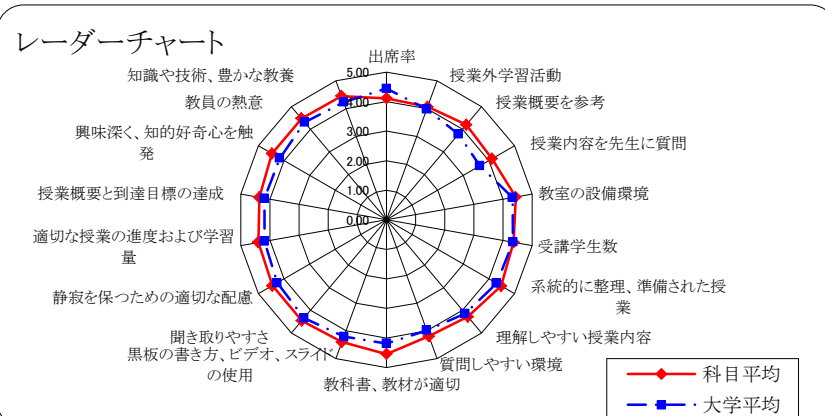 レーダーチャート
出席率
授業外学習活動
授業概要を参考
授業内容を先生に質問
教室の設備環境
受講学生数
系統的に整理、準備された授
業
理解しやすい授業内容
質問しやすい環境
教科書、教材が適切
黒板の書き方、ビデオ、スライド
の使用
聞き取りやすさ
静寂を保つための適切な配慮
適切な授業の進度および学習
量
授業概要と到達目標の達成
興味深く、知的好奇心を触
発
教員の熱意
知識や技術、豊かな教養
5.00
4.00
3.00
2.00
1.00
0.00
科目平均
大学平均